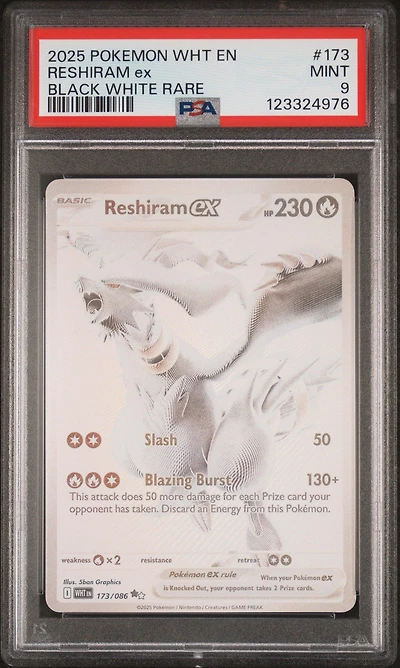 2025 POKEMON WHT EN #173
RESHIRAM ex MINT
BLACK WHITE RARE 9
PSA 123324976
BASIC Reshiram ex HP 230
Slash 50
Blazing Burst 130+
This attack does 50 more damage for each Prize card your
opponent has taken. Discard an Energy from this Pokémon.
weakness ×2 resistance retreat
Pokémon ex rule When your Pokémon ex
is Knocked Out, your opponent takes 2 Prize cards.
Illus. 5ban Graphics
I WHT EN 173/086
©2025 Pokémon / Nintendo / Creatures / GAME FREAK